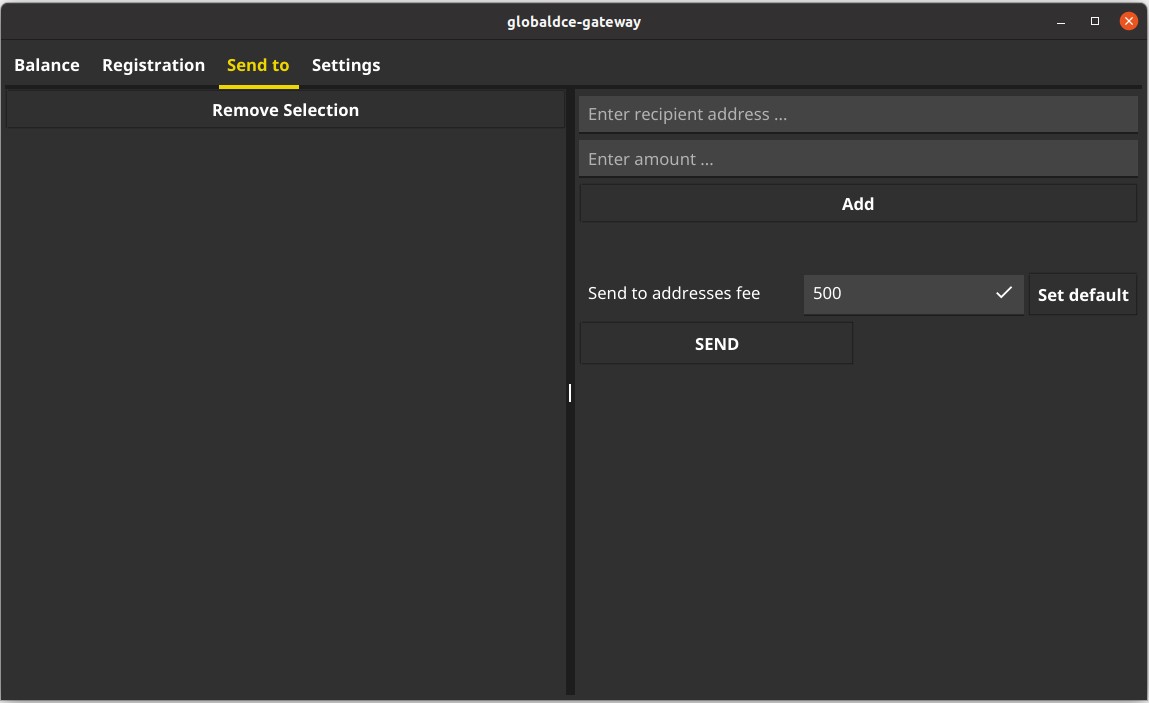 globaldce-gateway
Balance Registration Send to Settings
Remove Selection
Enter recipient address ...
Enter amount ...
Add
Send to addresses fee 500 Set default
SEND